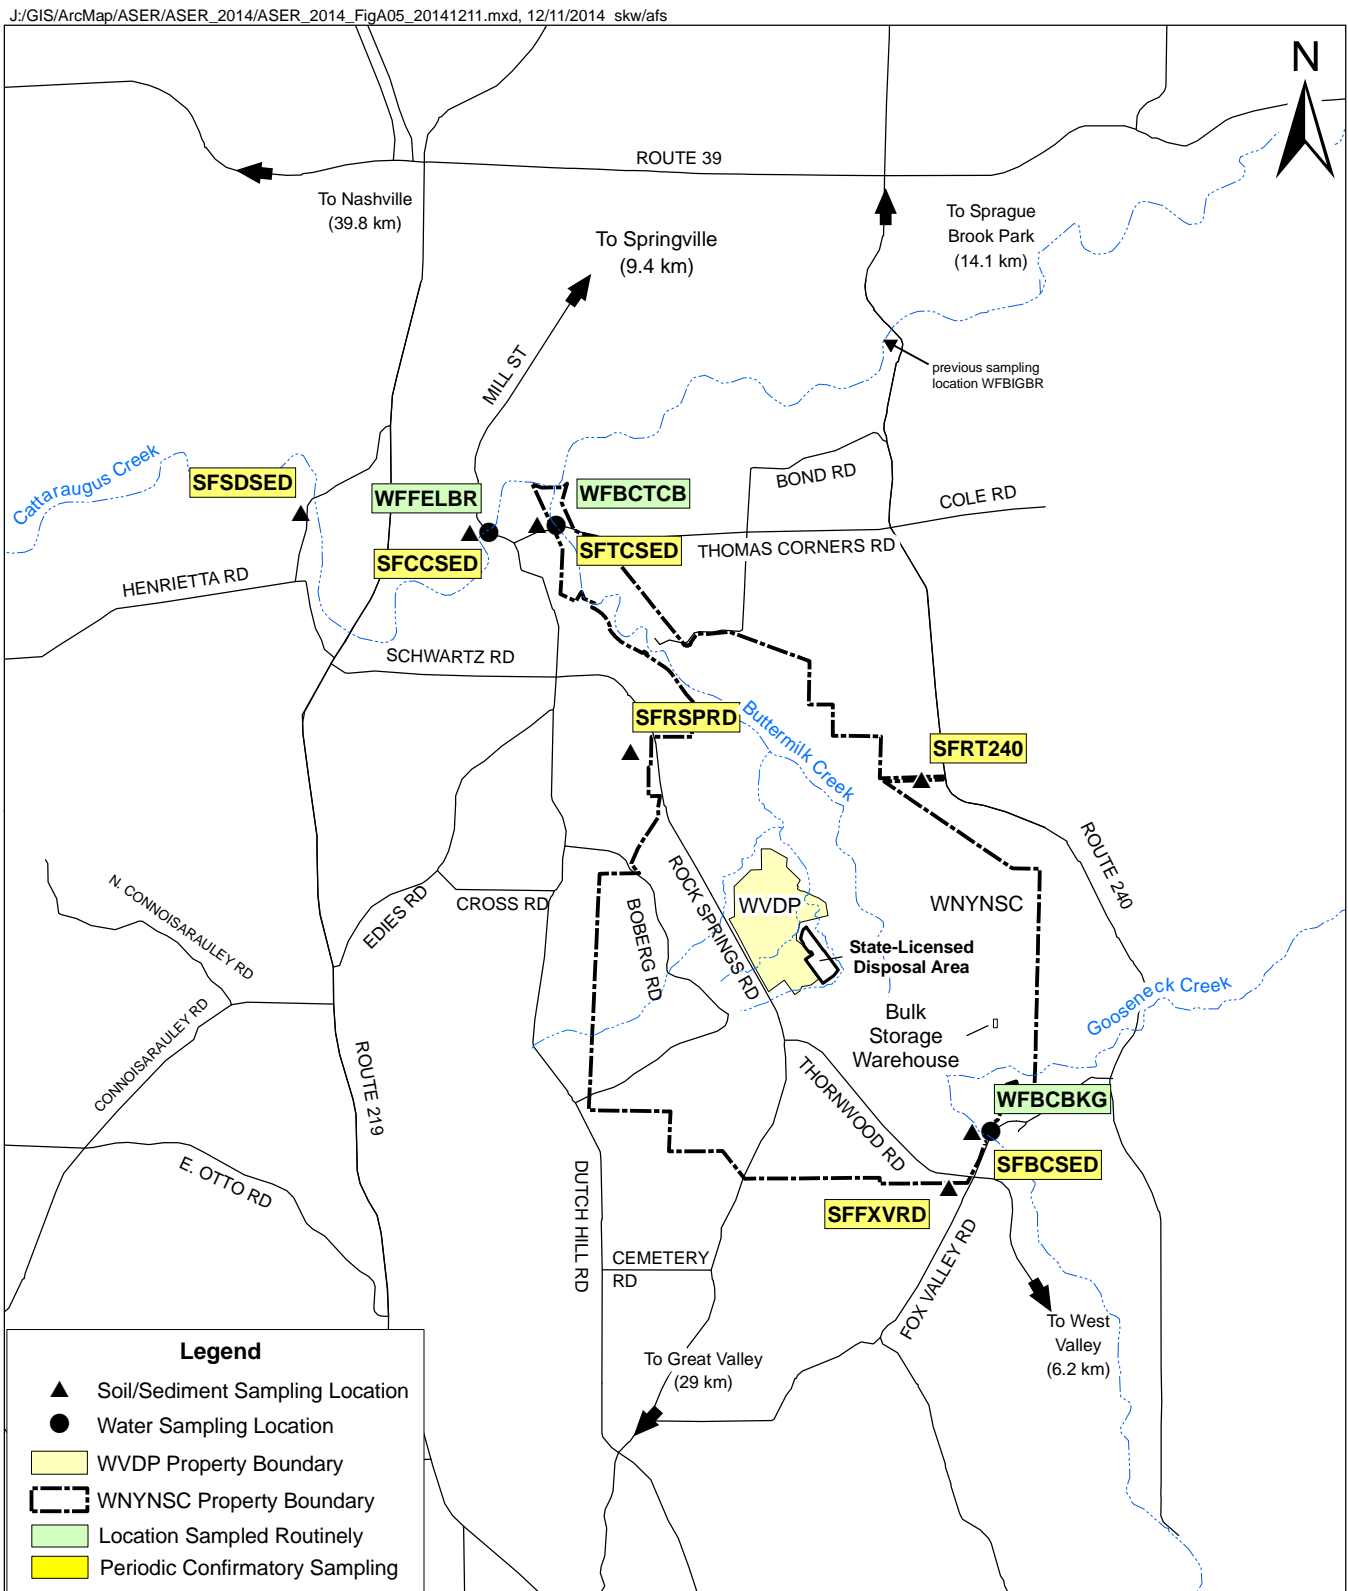 J:/GIS/ArcMap/ASER/ASER_2014/ASER_2014_FigA05_20141211.mxd, 12/11/2014 skw/afs
N
ROUTE 39
To Nashville
(39.8 km)
To Springville
(9.4 km)
To Sprague
Brook Park
(14.1 km)
MILL ST
previous sampling
location WFBIGBR
Cattaraugus Creek
SFSDSED
WFFELBR
WFBCTCB
BOND RD
COLE RD
SFCCSED
SFTCSED
THOMAS CORNERS RD
HENRIETTA RD
SCHWARTZ RD
SFRSPRD
Buttermilk Creek
SFRT240
ROUTE 240
N. CONNOISARAULEY RD
EDIES RD
CROSS RD
BOBERG RD
ROCK SPRINGS RD
WVDP
WNYNSC
State-Licensed
Disposal Area
Gooseneck Creek
Bulk
Storage
Warehouse
CONNOISARAULEY RD
ROUTE 219
THORNWOOD RD
WFBCBKG
SFBCSED
E. OTTO RD
DUTCH HILL RD
SFFXVRD
CEMETERY
RD
FOX VALLEY RD
To West
Valley
(6.2 km)
To Great Valley
(29 km)
Legend
Soil/Sediment Sampling Location
Water Sampling Location
WVDP Property Boundary
WNYNSC Property Boundary
Location Sampled Routinely
Periodic Confirmatory Sampling